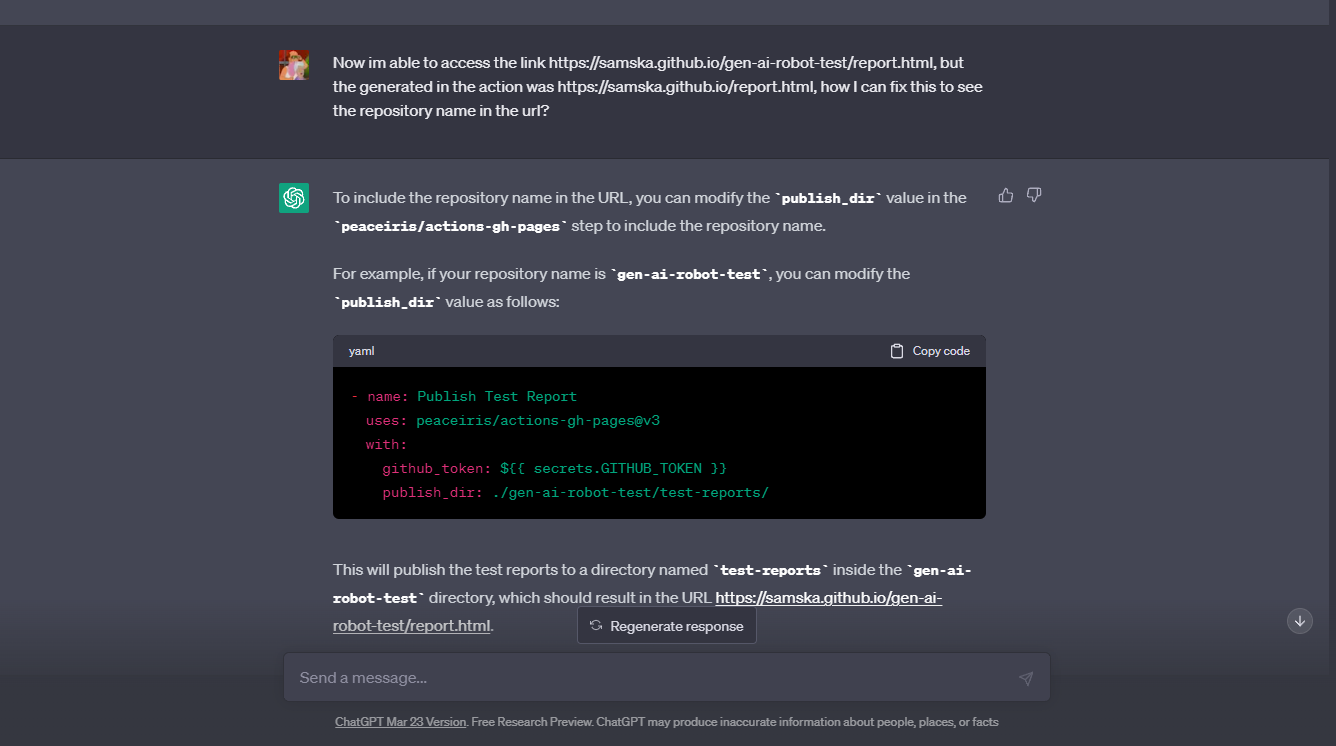 Now im able to access the link https://samska.github.io/gen-ai-robot-test/report.html, but
the generated in the action was https://samska.github.io/report.html, how I can fix this to see
the repository name in the url?
To include the repository name in the URL, you can modify the `publish_dir` value in the
`peaceiris/actions-gh-pages` step to include the repository name.
For example, if your repository name is `gen-ai-robot-test`, you can modify the
`publish_dir` value as follows:
yaml
Copy code
- name: Publish Test Report
  uses: peaceiris/actions-gh-pages@v3
  with:
    github_token: ${{ secrets.GITHUB_TOKEN }}
    publish_dir: ./gen-ai-robot-test/test-reports/
This will publish the test reports to a directory named `test-reports` inside the `gen-ai-
robot-test` directory, which should result in the URL https://samska.github.io/gen-ai-
robot-test/report.html.
Regenerate response
Send a message...
ChatGPT Mar 23 Version. Free Research Preview. ChatGPT may produce inaccurate information about people, places, or facts